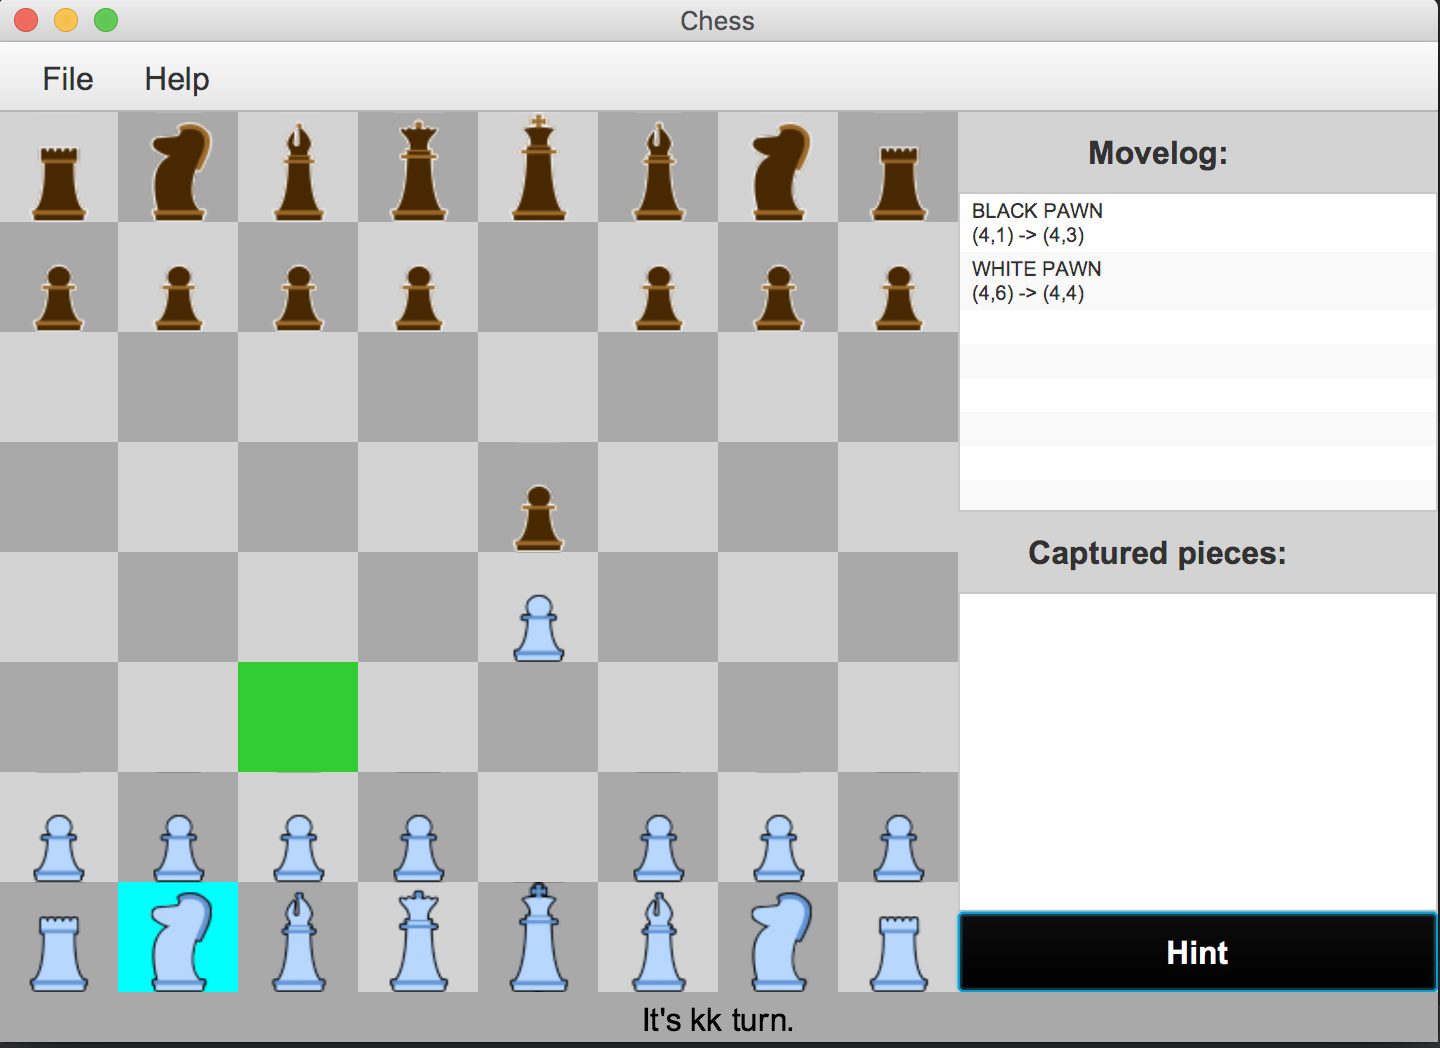 Chess
File Help
Movelog:
BLACK PAWN
(4,1) -> (4,3)
WHITE PAWN
(4,6) -> (4,4)
Captured pieces:
Hint
It's kk turn.